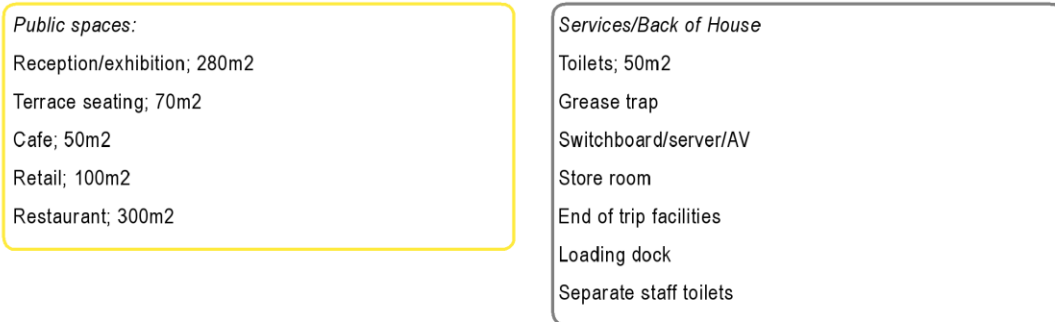 Public spaces:
Reception/exhibition; 280m2
Terrace seating; 70m2
Cafe; 50m2
Retail; 100m2
Restaurant; 300m2
Services/Back of House
Toilets; 50m2
Grease trap
Switchboard/server/AV
Store room
End of trip facilities
Loading dock
Separate staff toilets